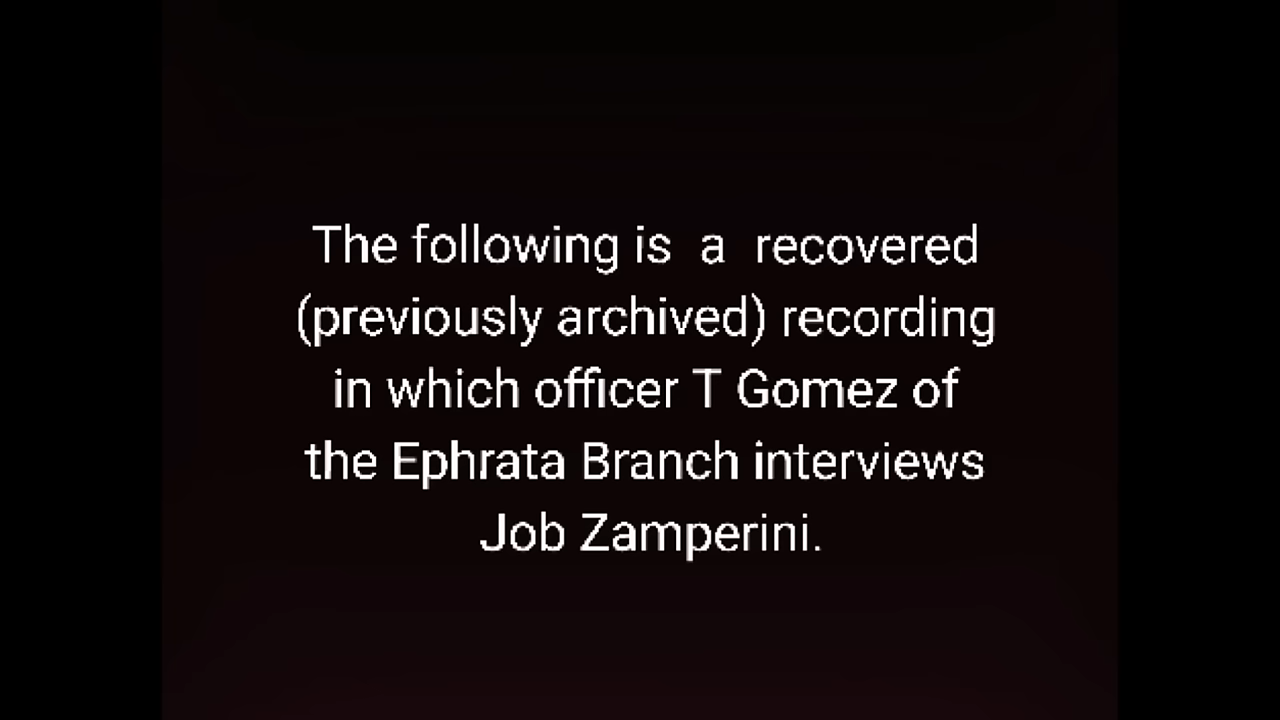 The following is a recovered
(previously archived) recording
in which officer T Gomez of
the Ephrata Branch interviews
Job Zamperini.